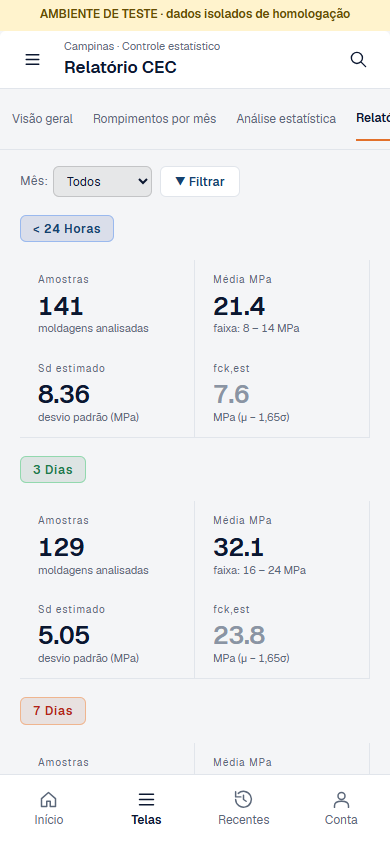 AMBIENTE DE TESTE · dados isolados de homologação
Campinas · Controle estatístico
Relatório CEC
Visão geral Rompimentos por mês Análise estatística Relató
Mês: Todos Filtrar
< 24 Horas
Amostras Média MPa
141 21.4
moldagens analisadas faixa: 8 – 14 MPa
Sd estimado fck,est
8.36 7.6
desvio padrão (MPa) MPa (μ – 1,65σ)
3 Dias
Amostras Média MPa
129 32.1
moldagens analisadas faixa: 16 – 24 MPa
Sd estimado fck,est
5.05 23.8
desvio padrão (MPa) MPa (μ – 1,65σ)
7 Dias
Amostras Média MPa
Início Telas Recentes Conta